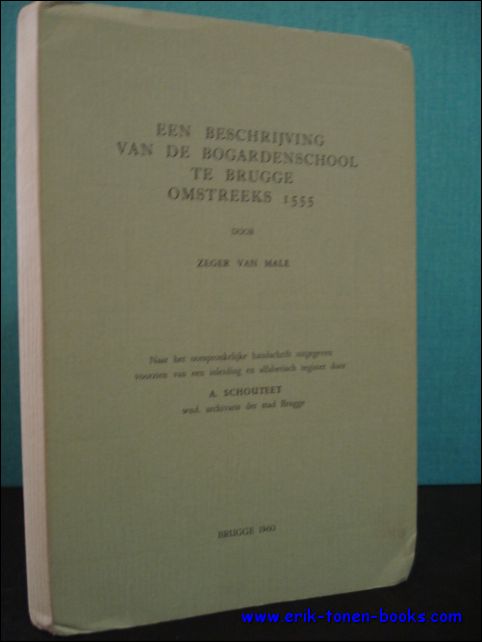 EEN BESCHRIJVING
VAN DE BOGARDENSCHOOL
TE BRUGGE
OMSTREEKS 1555
DOOR
ZEGER VAN MALE
Naar het oorspronkelijke handschrift uitgegeven
voorzien van een inleiding en alfabetisch register door
A. SCHOUTEET
wnd. archivaris der stad Brugge
BRUGGE 1960
www.erik-tonen-books.com